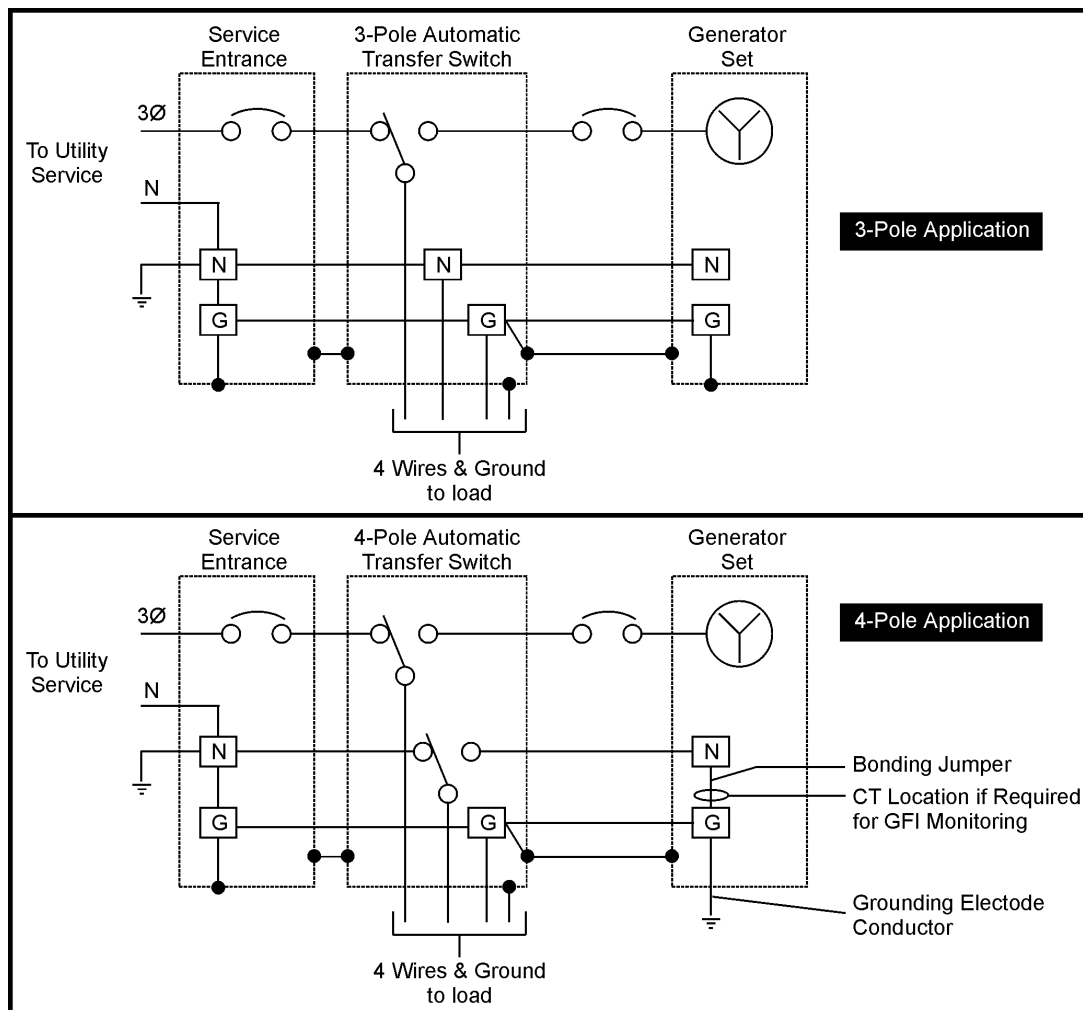 Service
Entrance
3-Pole Automatic
Transfer Switch
Generator
Set
3Ø
To Utility
Service
N
N
N
N
G
G
G
3-Pole Application
4 Wires & Ground
to load
Service
Entrance
4-Pole Automatic
Transfer Switch
Generator
Set
3Ø
To Utility
Service
N
N
N
G
G
G
4-Pole Application
Bonding Jumper
CT Location if Required
for GFI Monitoring
Grounding Electode
Conductor
4 Wires & Ground
to load